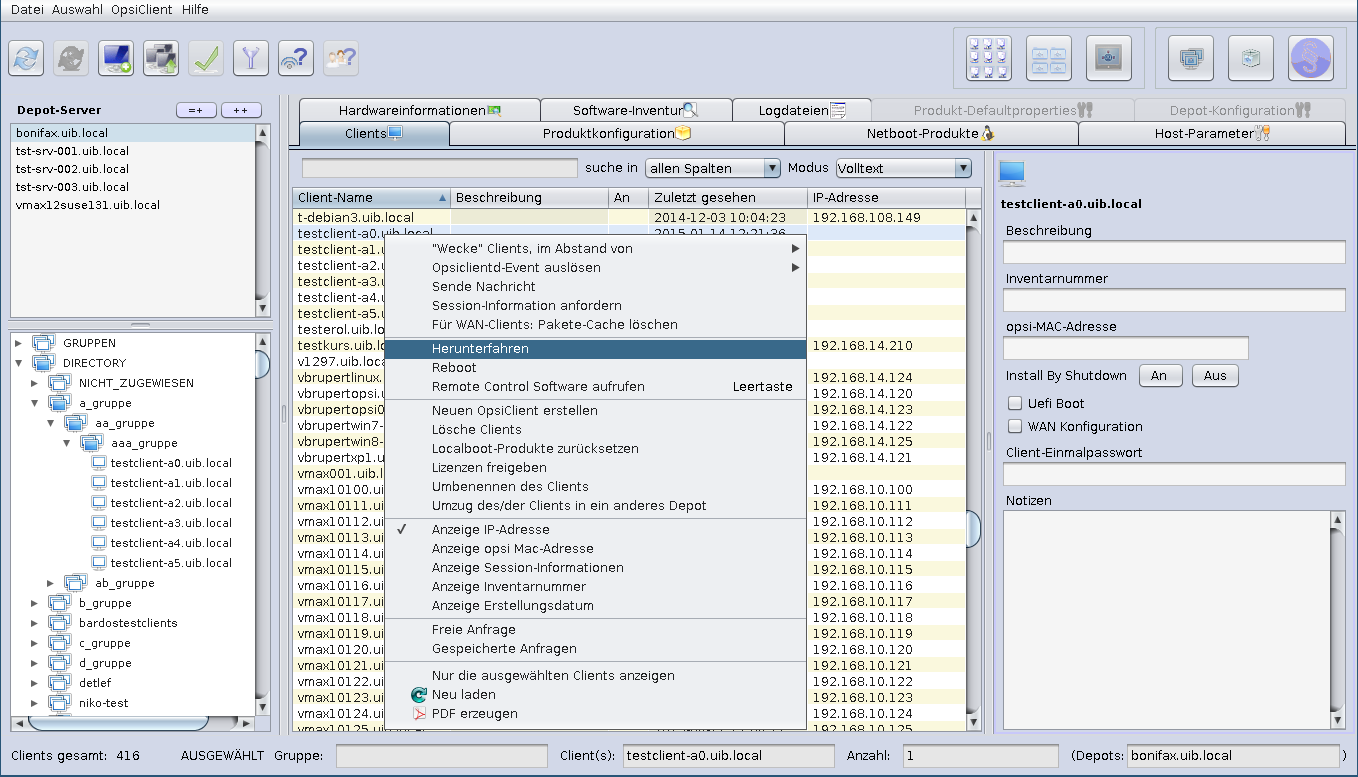 Datei Auswahl OpsiClient Hilfe
Depot-Server =+ ++
bonifax.uib.local
tst-srv-001.uib.local
tst-srv-002.uib.local
tst-srv-003.uib.local
vmax12suse131.uib.local
GRUPPEN
DIRECTORY
NICHT_ZUGEWIESEN
a_gruppe
aa_gruppe
aaa_gruppe
testclient-a0.uib.local
testclient-a1.uib.local
testclient-a2.uib.local
testclient-a3.uib.local
testclient-a4.uib.local
testclient-a5.uib.local
ab_gruppe
b_gruppe
bardostestclients
c_gruppe
d_gruppe
detlef
niko-test
Hardwareinformationen Software-Inventur Logdateien Produkt-Defaultproperties Depot-Konfiguration
Clients Produktkonfiguration Netboot-Produkte Host-Parameter
suche in allen Spalten Modus Volltext
Client-Name Beschreibung An Zuletzt gesehen IP-Adresse
t-debian3.uib.local 2014-12-03 10:04:23 192.168.108.149
testclient-a0.uib.local 2015-01-14 12:21:36
testclient-a1.
testclient-a2.
testclient-a3.
testclient-a4.
testclient-a5.
testerol.uib.lo
testkurs.uib.lo 192.168.14.210
v1297.uib.loca
vbrupertlinux. 192.168.14.124
vbrupertopsi.u 192.168.14.120
vbrupertopsi0 192.168.14.123
vbrupertwin7- 192.168.14.122
vbrupertwin8- 192.168.14.125
vbrupertxp1.u 192.168.14.121
vmax001.uib.l
vmax10100.ui 192.168.10.100
vmax10111.ui 192.168.10.111
vmax10112.ui 192.168.10.112
vmax10113.ui 192.168.10.113
vmax10114.ui 192.168.10.114
vmax10115.ui 192.168.10.115
vmax10116.ui 192.168.10.116
vmax10117.ui 192.168.10.117
vmax10118.ui 192.168.10.118
vmax10119.ui 192.168.10.119
vmax10120.ui 192.168.10.120
vmax10121.ui 192.168.10.121
vmax10122.ui 192.168.10.122
vmax10123.ui 192.168.10.123
vmax10124.ui 192.168.10.124
vmax10125.uib.local 192.168.10.125
"Wecke" Clients, im Abstand von
Opsiclientd-Event auslösen
Sende Nachricht
Session-Information anfordern
Für WAN-Clients: Pakete-Cache löschen
Herunterfahren
Reboot
Remote Control Software aufrufen Leertaste
Neuen OpsiClient erstellen
Lösche Clients
Localboot-Produkte zurücksetzen
Lizenzen freigeben
Umbenennen des Clients
Umzug des/der Clients in ein anderes Depot
✓ Anzeige IP-Adresse
Anzeige opsi Mac-Adresse
Anzeige Session-Informationen
Anzeige Inventarnummer
Anzeige Erstellungsdatum
Freie Anfrage
Gespeicherte Anfragen
Nur die ausgewählten Clients anzeigen
Neu laden
PDF erzeugen
testclient-a0.uib.local
Beschreibung
Inventarnummer
opsi-MAC-Adresse
Install By Shutdown An Aus
Uefi Boot
WAN Konfiguration
Client-Einmalpasswort
Notizen
Clients gesamt: 416 AUSGEWÄHLT Gruppe: Client(s): testclient-a0.uib.local Anzahl: 1 (Depots: bonifax.uib.local )